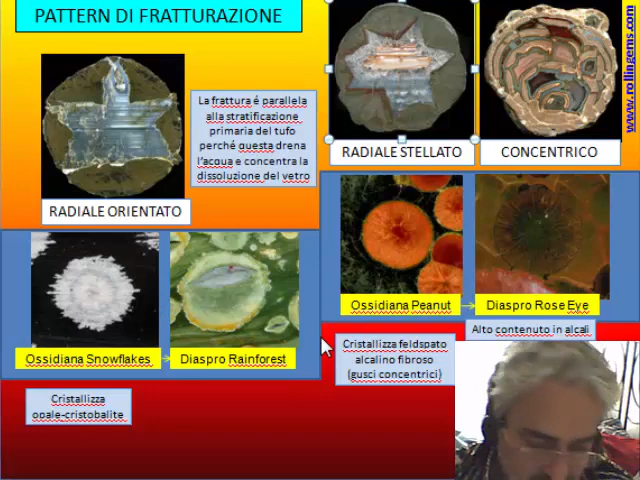 PATTERN DI FRATTURAZIONE
www.rollingems.com
La frattura é parallela
alla stratificazione
primaria del tufo
perché questa drena
l'acqua e concentra la
dissoluzione del vetro
RADIALE STELLATO
CONCENTRICO
RADIALE ORIENTATO
Ossidiana Peanut
Diaspro Rose Eye
Alto contenuto in alcali
Ossidiana Snowflakes
Diaspro Rainforest
Cristallizza feldspato
alcalino fibroso
(gusci concentrici)
Cristallizza
opale-cristobalite